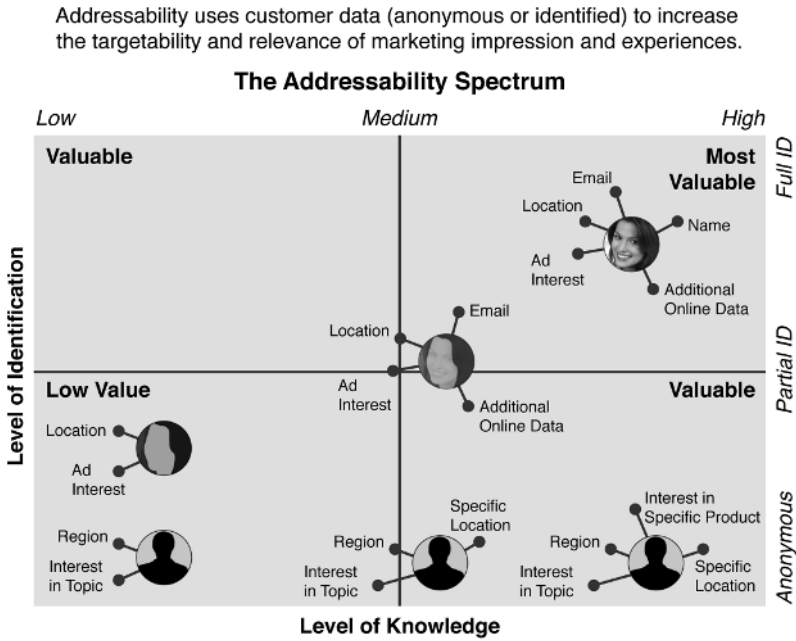 Addressability uses customer data (anonymous or identified) to increase
the targetability and relevance of marketing impression and experiences.
The Addressability Spectrum
Low
Medium
High
Valuable
Most
Valuable
Full ID
Email
Location
Name
Ad
Interest
Additional
Online Data
Level of Identification
Email
Location
Ad
Interest
Additional
Online Data
Partial ID
Low Value
Valuable
Location
Ad
Interest
Region
Interest
in Topic
Specific
Location
Region
Interest
in Topic
Interest in
Specific Product
Region
Interest
in Topic
Specific
Location
Anonymous
Level of Knowledge